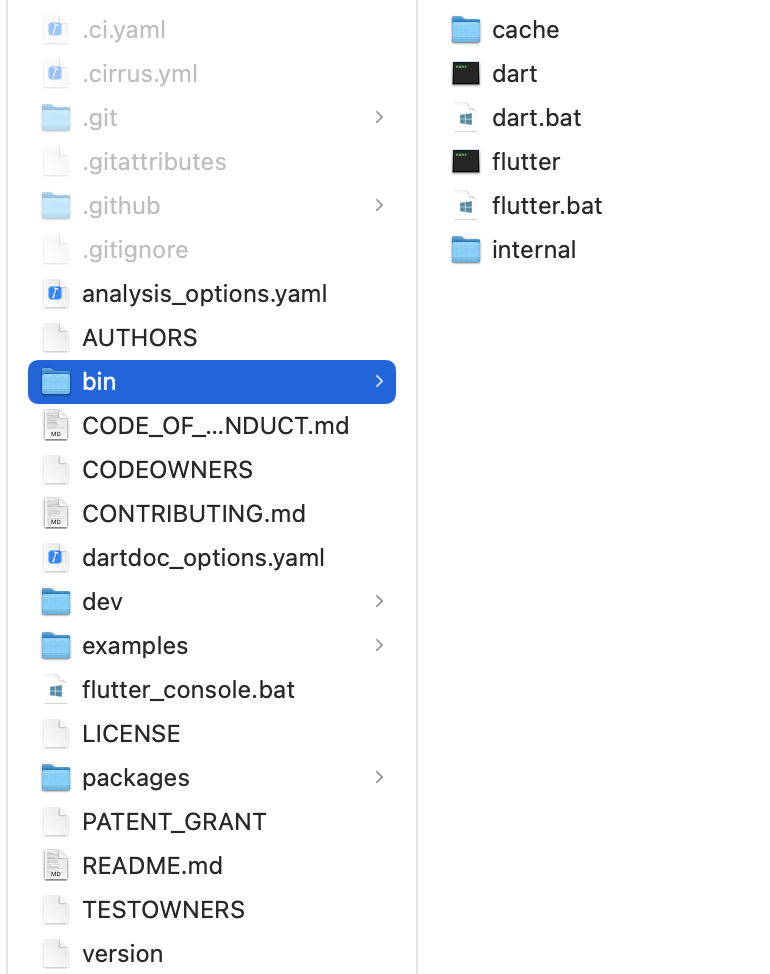 .ci.yaml
.cirrus.yml
.git
.gitattributes
.github
.gitignore
analysis_options.yaml
AUTHORS
bin
CODE_OF_...NDUCT.md
CODEOWNERS
CONTRIBUTING.md
dartdoc_options.yaml
dev
examples
flutter_console.bat
LICENSE
packages
PATENT_GRANT
README.md
TESTOWNERS
version
cache
dart
dart.bat
flutter
flutter.bat
internal